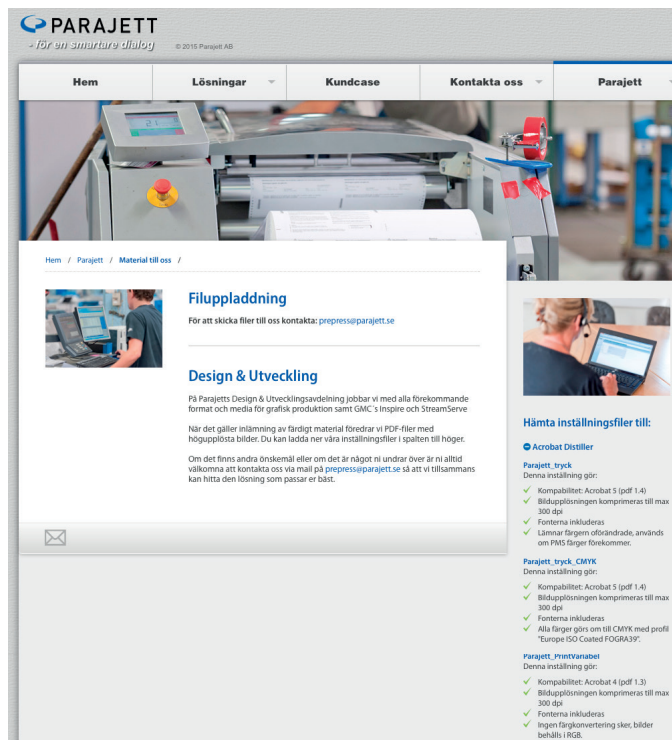 PARAJETT
- för en smartare dialog
© 2015 Parajett AB
Hem
Lösningar
Kundcase
Kontakta oss
Parajett
Hem / Parajett / Material till oss /
Filuppladdning
För att skicka filer till oss kontakta: prepress@parajett.se
Design & Utveckling
På Parajetts Design & Utvecklingsavdelning jobbar vi med alla förekommande
format och media för grafisk produktion samt GMC´s Inspire och StreamServe
När det gäller inlämning av färdigt material föredrar vi PDF-filer med
högupplösta bilder. Du kan ladda ner våra inställningsfiler i spalten till höger.
Om det finns andra önskemål eller om det är något ni undrar över är ni alltid
välkomna att kontakta oss via mail på prepress@parajett.se så att vi tillsammans
kan hitta den lösning som passar er bäst.
Hämta inställningsfiler till:
Acrobat Distiller
Parajett_tryck
Denna inställning gör:
Kompabilitet: Acrobat 5 (pdf 1.4)
Bildupplösningen komprimeras till max
300 dpi
Fonterna inkluderas
Lämnar färgern oförändrade, används
om PMS färger förekommer.
Parajett_tryck_CMYK
Denna inställning gör:
Kompabilitet: Acrobat 5 (pdf 1.4)
Bildupplösningen komprimeras till max
300 dpi
Fonterna inkluderas
Alla färger görs om till CMYK med profil
"Europe ISO Coated FOGRA39".
Parajett_PrintVariabel
Denna inställning gör:
Kompabilitet: Acrobat 4 (pdf 1.3)
Bildupplösningen komprimeras till max
300 dpi
Fonterna inkluderas
Ingen färgkonvertering sker, bilder
behålls i RGB.